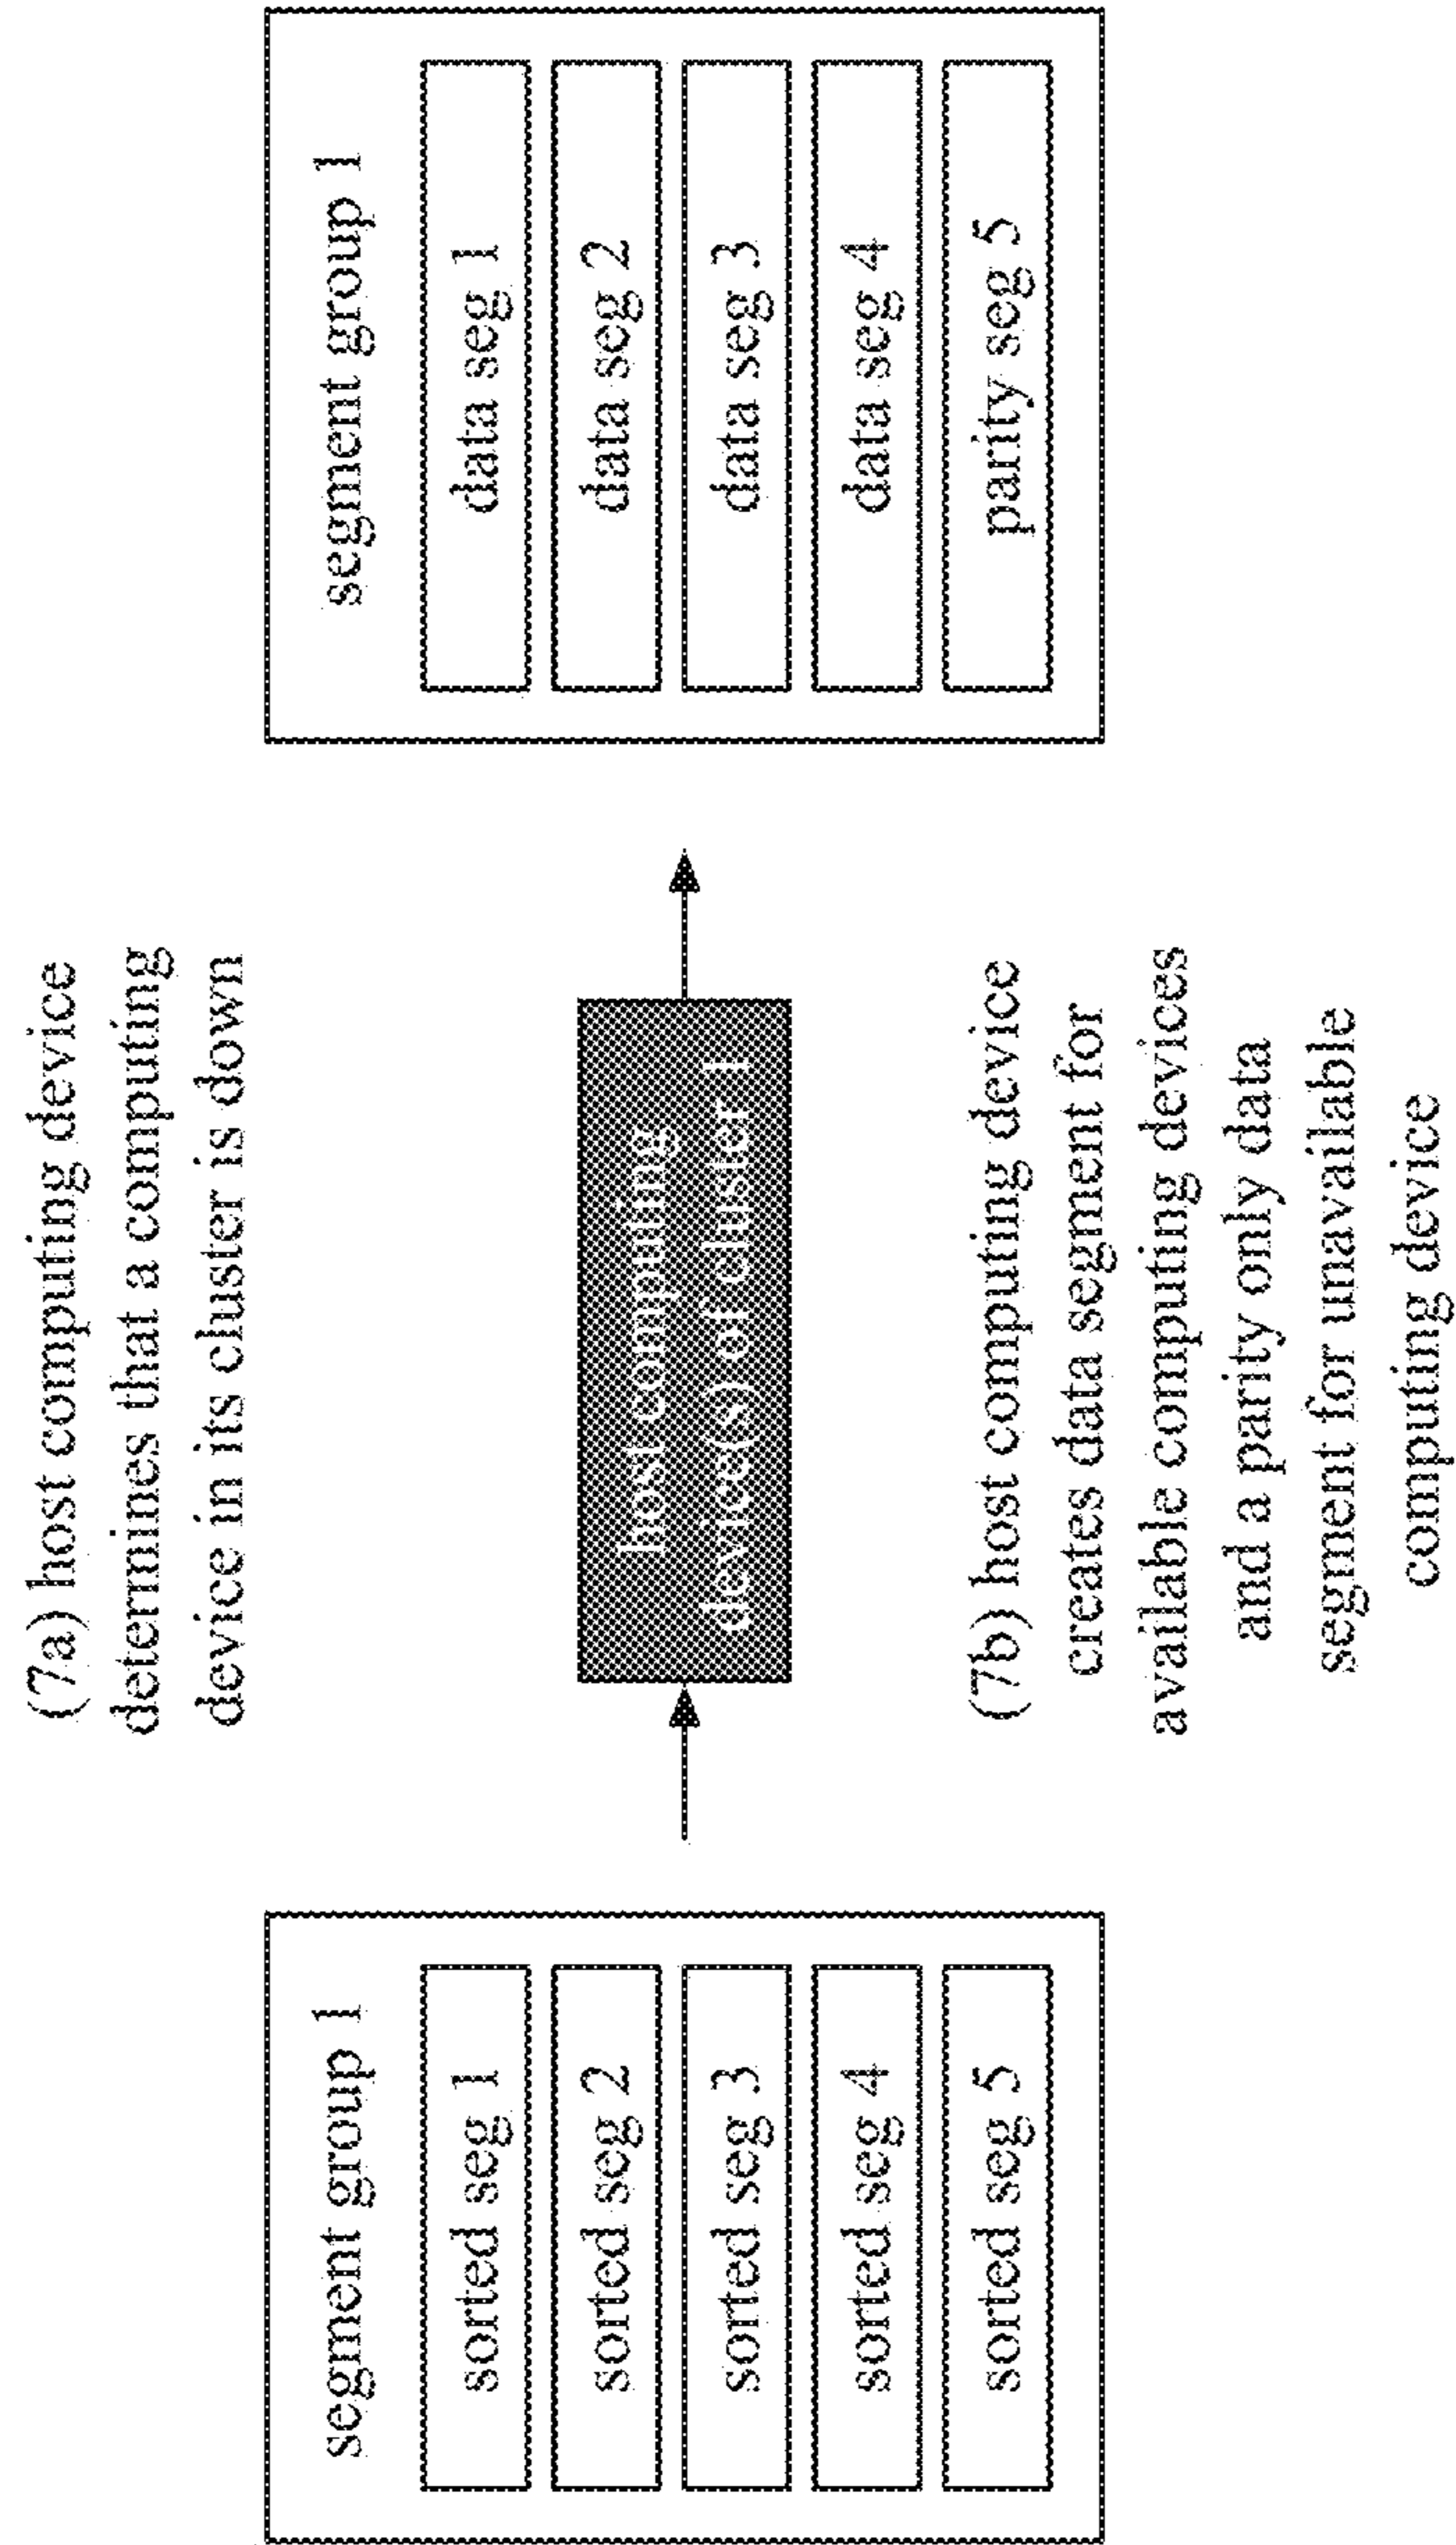 segment group 1
sorted seg 1
sorted seg 2
sorted seg 3
sorted seg 4
sorted seg 5
(7a) host computing device
determines that a computing
device in its cluster is down
host computing
device(s) of cluster 1
(7b) host computing device
creates data segment for
available computing devices
and a parity only data
segment for unavailable
computing device
segment group 1
data seg 1
data seg 2
data seg 3
data seg 4
parity seg 5